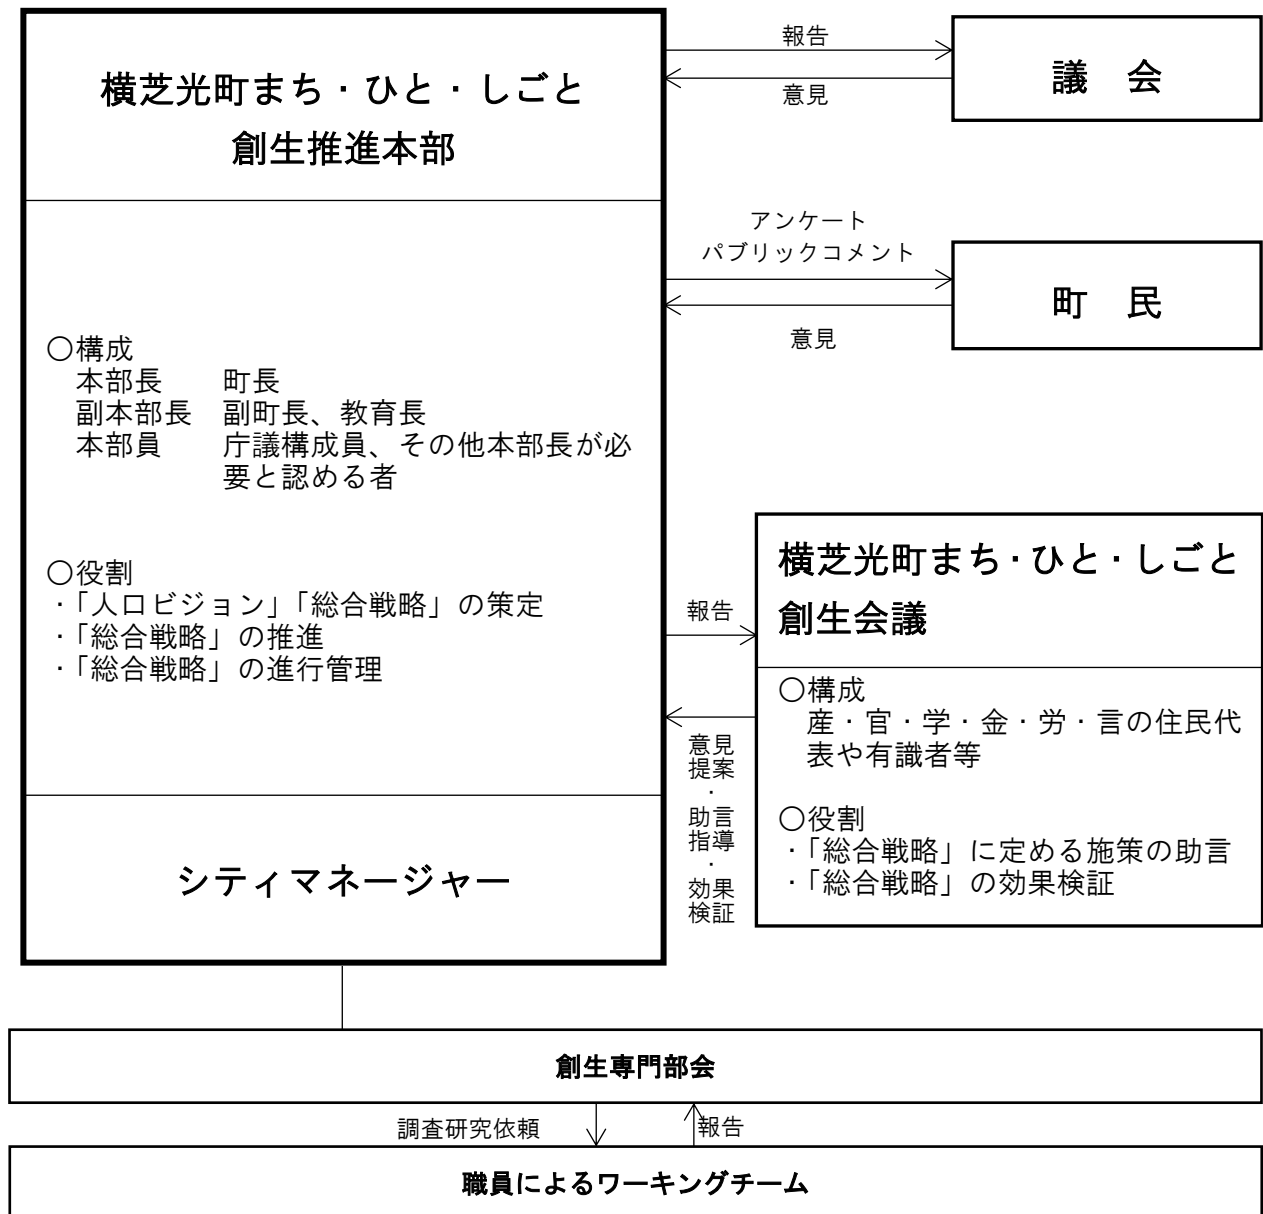 横芝光町まち・ひと・しごと
創生推進本部
○構成
本部長　　町長
副本部長　副町長、教育長
本部員　　庁議構成員、その他本部長が必
要と認める者
○役割
・「人口ビジョン」「総合戦略」の策定
・「総合戦略」の推進
・「総合戦略」の進行管理
シティマネージャー
報告
意見
議　会
アンケート
パブリックコメント
意見
町　民
報告
意見
提案
・
助言
指導
・
効果
検証
横芝光町まち・ひと・しごと
創生会議
○構成
産・官・学・金・労・言の住民代
表や有識者等
○役割
・「総合戦略」に定める施策の助言
・「総合戦略」の効果検証
創生専門部会
調査研究依頼
報告
職員によるワーキングチーム